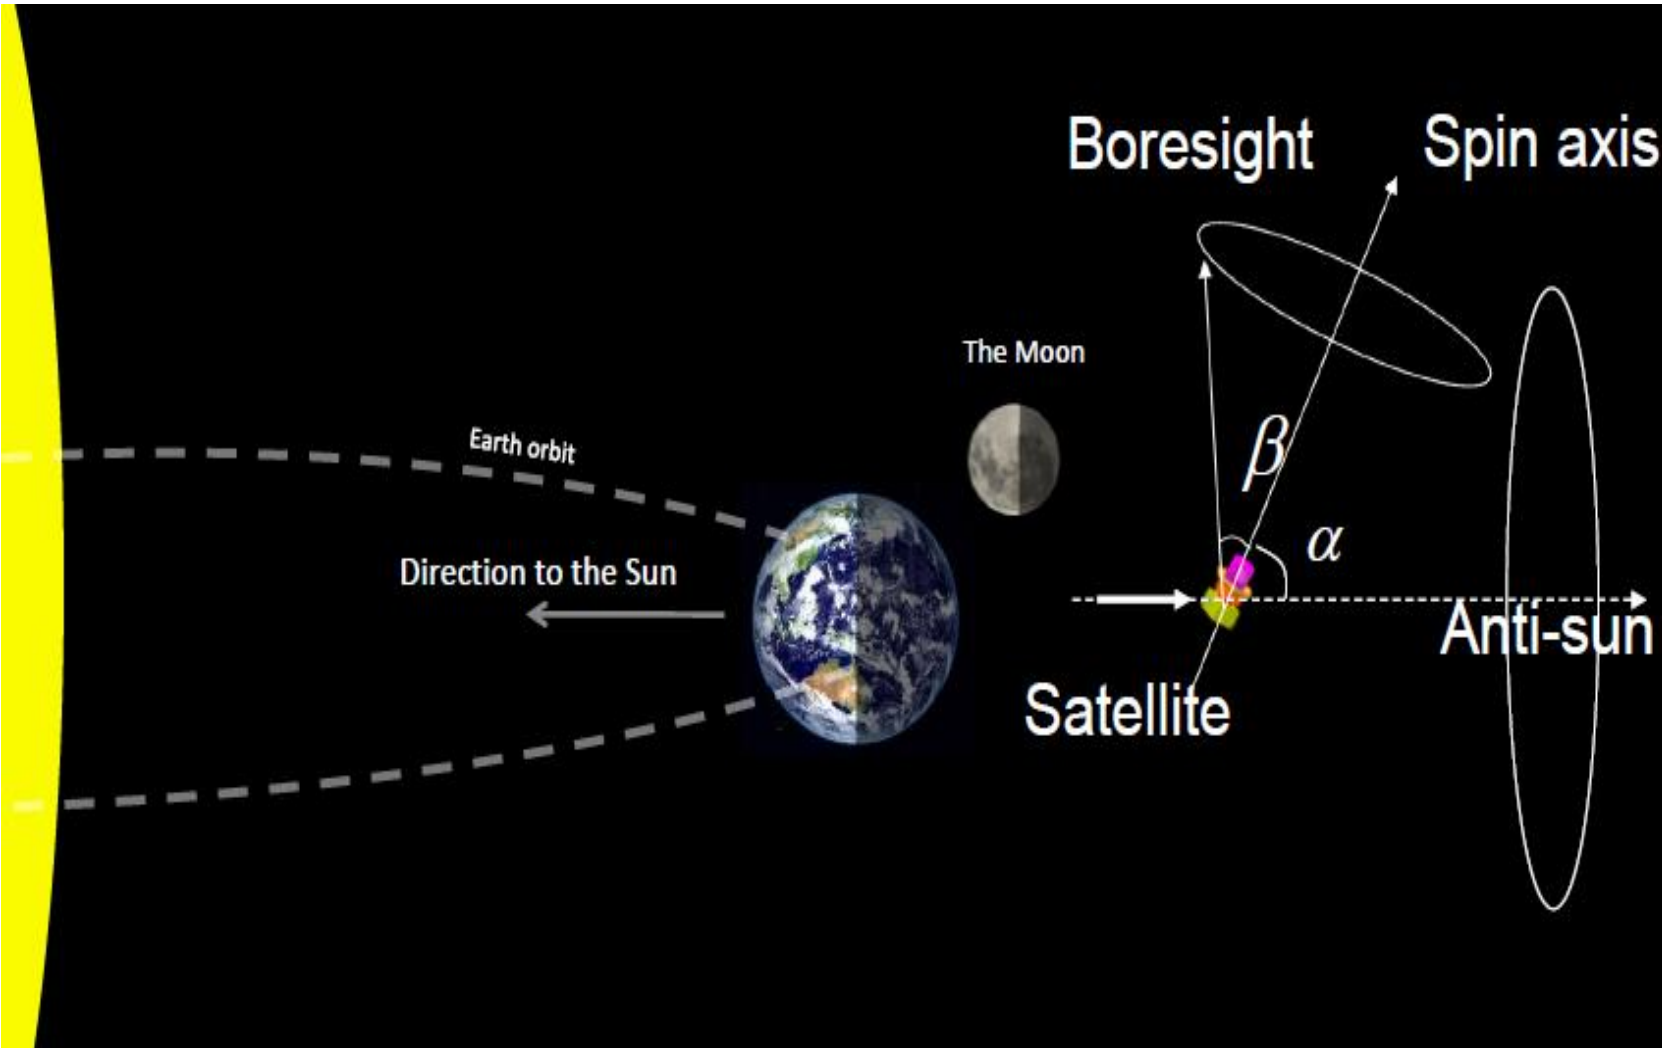 Boresight
Spin axis
The Moon
Earth orbit
β
α
Direction to the Sun
Anti-sun
Satellite